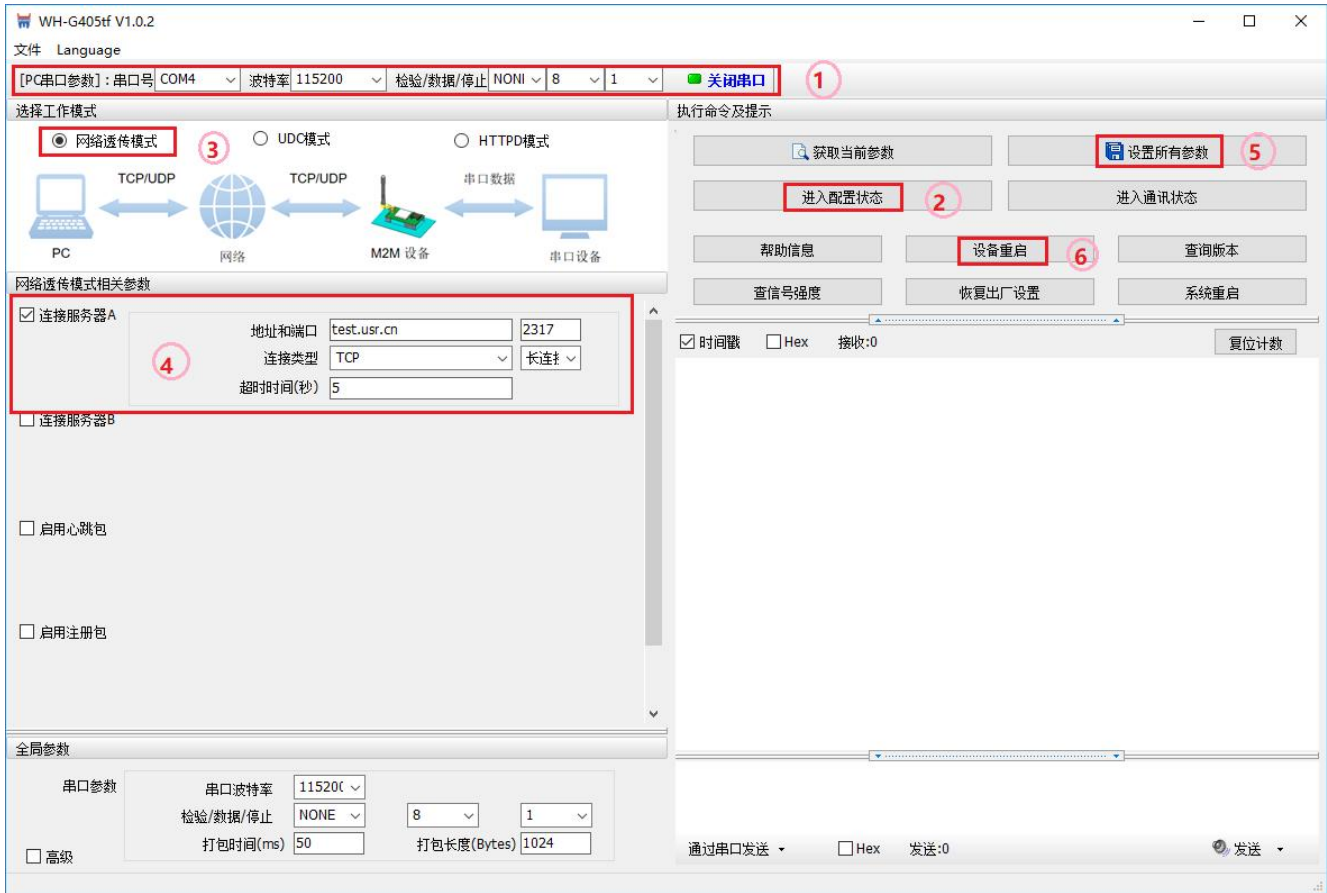 WH-G405tf V1.0.2
文件 Language
[PC串口参数]：串口号 COM4 波特率 115200 检验/数据/停止 NONI 8 1 关闭串口 1
选择工作模式
网络透传模式 3 UDC模式 HTTPD模式
TCP/UDP TCP/UDP 串口数据
PC 网络 M2M 设备 串口设备
网络透传模式相关参数
连接服务器A
地址和端口 test.usr.cn 2317
4 连接类型 TCP 长连接
超时时间(秒) 5
连接服务器B
启用心跳包
启用注册包
全局参数
串口参数 串口波特率 11520(
检验/数据/停止 NONE 8 1
打包时间(ms) 50 打包长度(Bytes) 1024
高级
执行命令及提示
获取当前参数 设置所有参数 5
进入配置状态 2 进入通讯状态
帮助信息 设备重启 6 查询版本
查信号强度 恢复出厂设置 系统重启
时间戳 Hex 接收:0 复位计数
通过串口发送 Hex 发送:0 发送